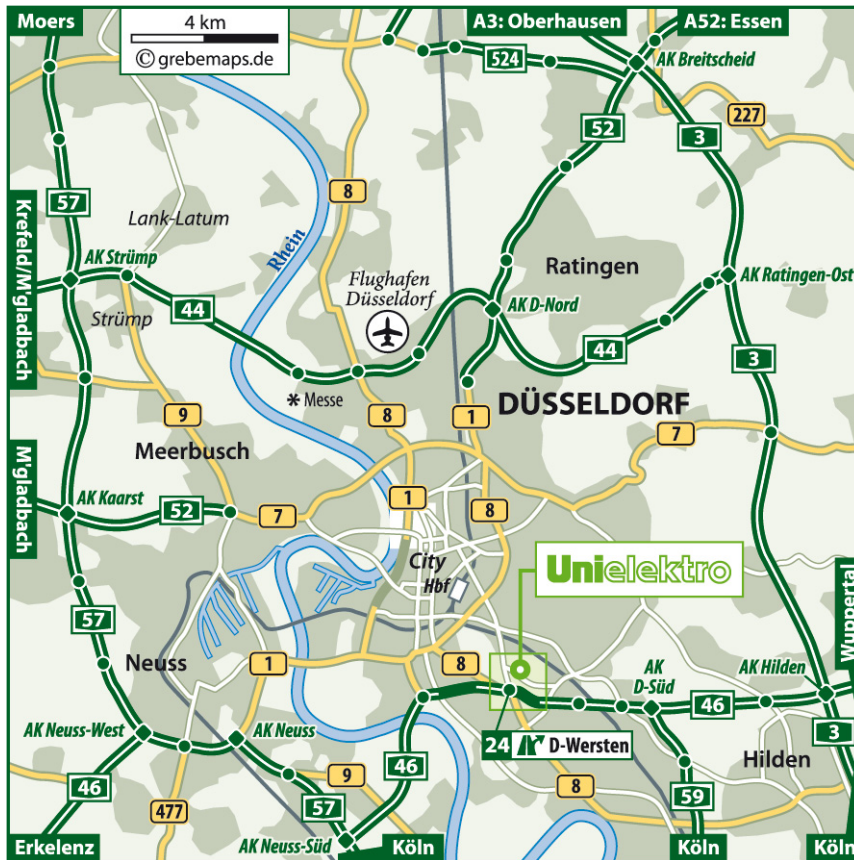 Moers
4 km
© grebemaps.de
A3: Oberhausen
A52: Essen
AK Breitscheid
524
52
3
227
57
8
Lank-Latum
Krefeld/M'gladbach
AK Strümp
Rhein
Flughafen
Düsseldorf
Ratingen
AK Ratingen-Ost
AK D-Nord
Strümp
44
44
3
* Messe
DÜSSELDORF
9
8
1
7
Meerbusch
M'gladbach
AK Kaarst
52
7
1
8
City
Hbf
Unielektro
57
Wuppertal
Neuss
1
8
AK
D-Süd
AK Hilden
46
AK Neuss-West
AK Neuss
24 D-Wersten
3
Hilden
46
9
46
8
59
477
57
Erkelenz
AK Neuss-Süd
Köln
Köln
Köln